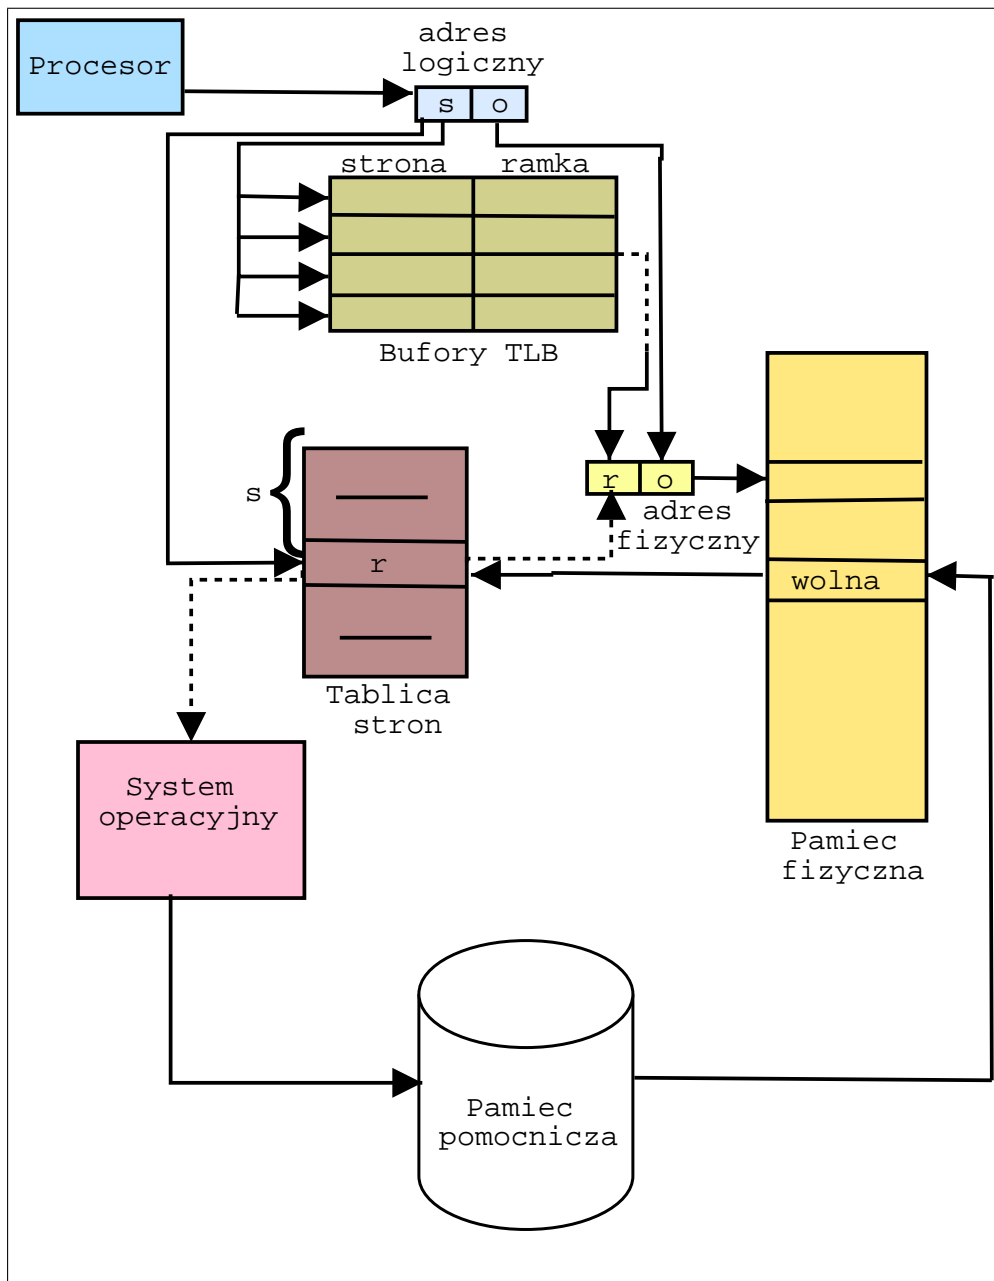 adres
logiczny
Procesor
s o
strona ramka
Bufory TLB
s
r o
adres
fizyczny
r
wolna
Tablica
stron
System
operacyjny
Pamiec
fizyczna
Pamiec
pomocnicza